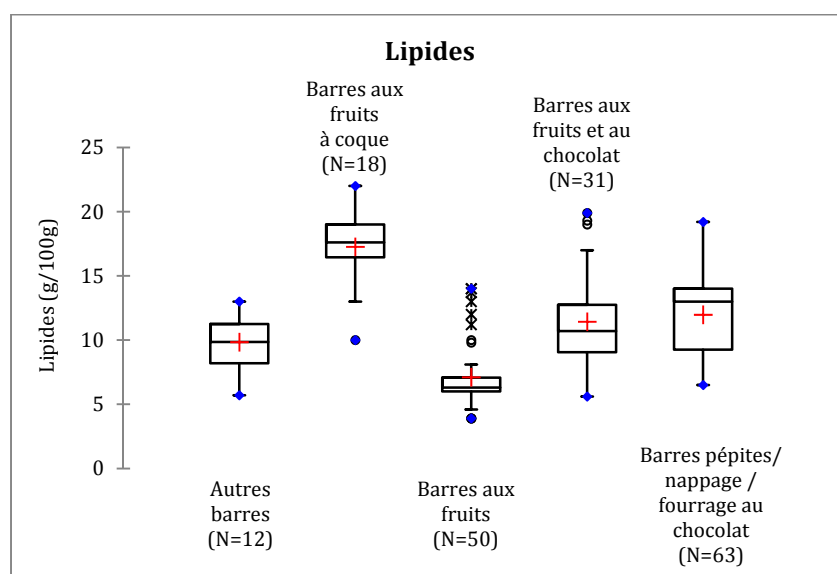 Lipides
Barres aux
fruits
à coque
(N=18)
Barres aux
fruits et au
chocolat
(N=31)
Lipides (g/100g)
25
20
15
10
5
0
Autres
barres
(N=12)
Barres aux
fruits
(N=50)
Barres pépites/
nappage /
fourrage au
chocolat
(N=63)